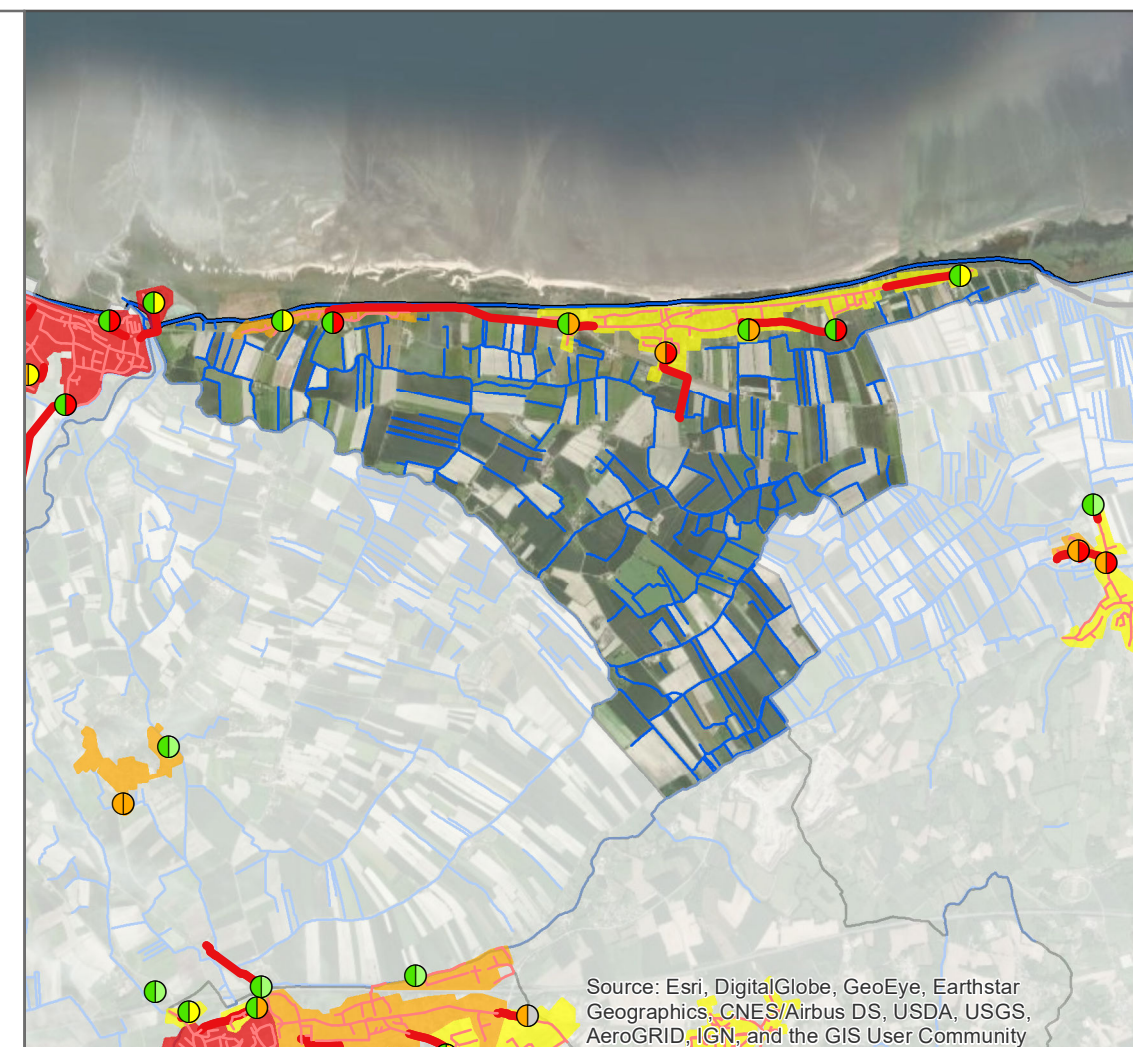 Source: Esri, DigitalGlobe, GeoEye, Earthstar
Geographics, CNES/Airbus DS, USDA, USGS,
AeroGRID, IGN, and the GIS User Community